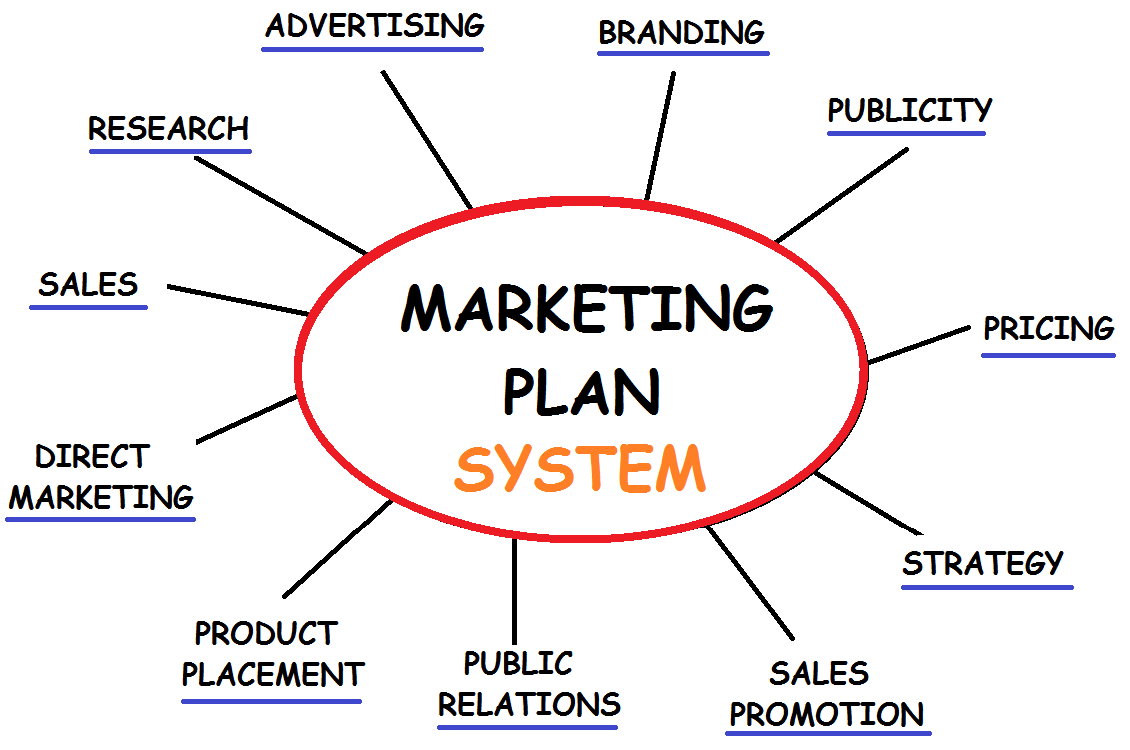 ADVERTISING
BRANDING
PUBLICITY
RESEARCH
SALES
MARKETING
PLAN
SYSTEM
PRICING
DIRECT
MARKETING
STRATEGY
PRODUCT
PLACEMENT
PUBLIC
RELATIONS
SALES
PROMOTION